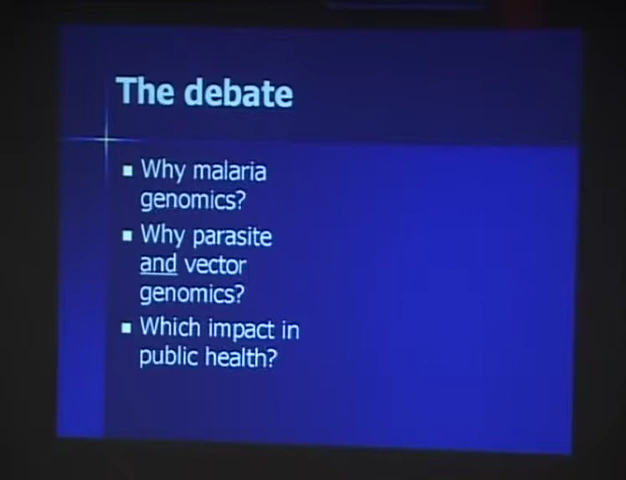 The debate
Why malaria
genomics?
Why parasite
and vector
genomics?
Which impact in
public health?